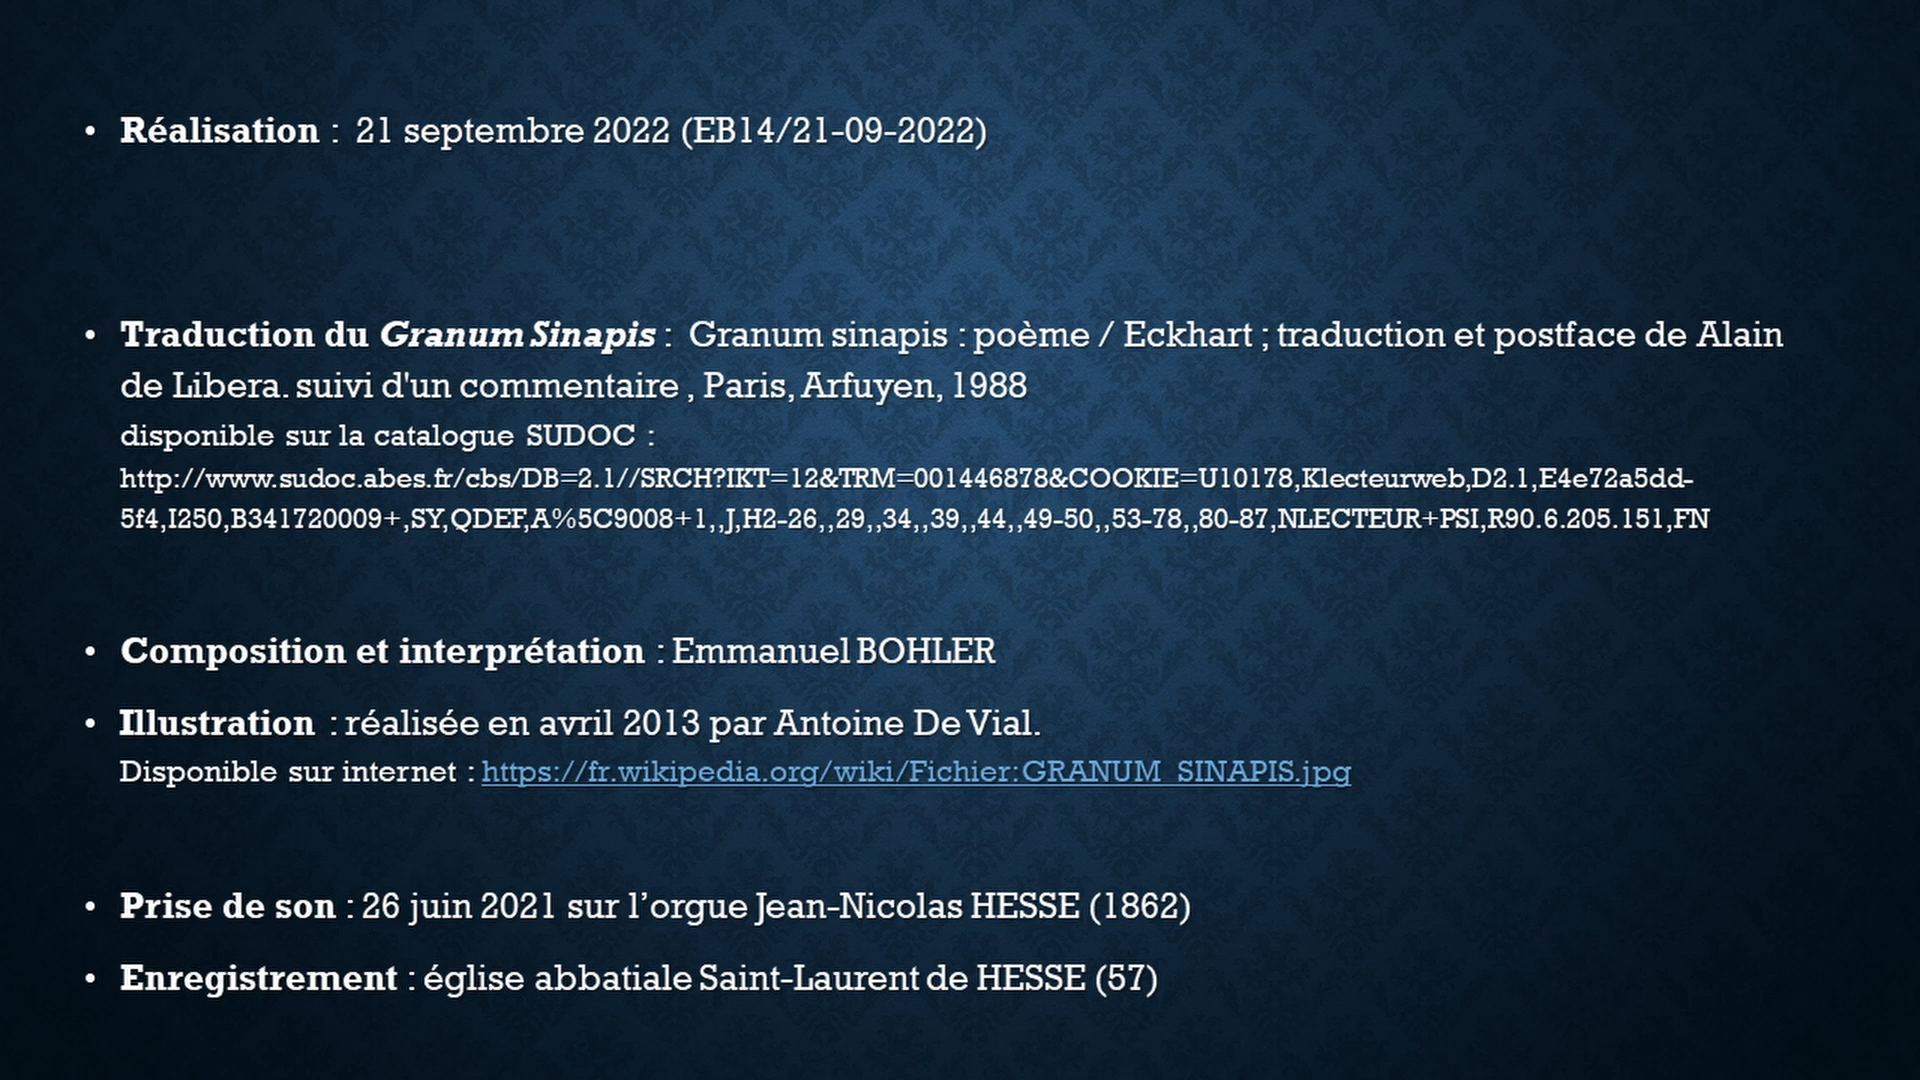 • Réalisation : 21 septembre 2022 (EB14/21-09-2022)
• Traduction du Granum Sinapis : Granum sinapis : poème / Eckhart ; traduction et postface de Alain
de Libera. suivi d'un commentaire , Paris, Arfuyen, 1988
disponible sur la catalogue SUDOC :
http://www.sudoc.abes.fr/cbs/DB=2.1//SRCH?IKT=12&TRM=001446878&COOKIE=U10178,Klecteurweb,D2.1,E4e72a5dd-
5f4,I250,B341720009+,SY,QDEF,A%5C9008+1,,J,H2-26,,29,,34,,39,,44,,49-50,,53-78,,80-87,NLECTEUR+PSI,R90.6.205.151,FN
• Composition et interprétation : Emmanuel BOHLER
• Illustration : réalisée en avril 2013 par Antoine De Vial.
Disponible sur internet : https://fr.wikipedia.org/wiki/Fichier:GRANUM_SINAPIS.jpg
• Prise de son : 26 juin 2021 sur l’orgue Jean-Nicolas HESSE (1862)
• Enregistrement : église abbatiale Saint-Laurent de HESSE (57)